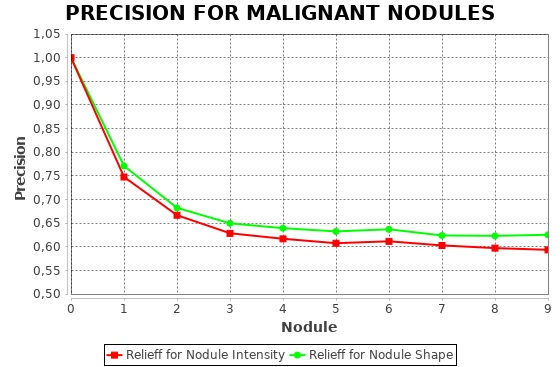 PRECISION FOR MALIGNANT NODULES
1,05
1,00
0,95
0,90
0,85
0,80
0,75
0,70
0,65
0,60
0,55
0,50
Precision
0 1 2 3 4 5 6 7 8 9
Nodule
Relieff for Nodule Intensity Relieff for Nodule Shape